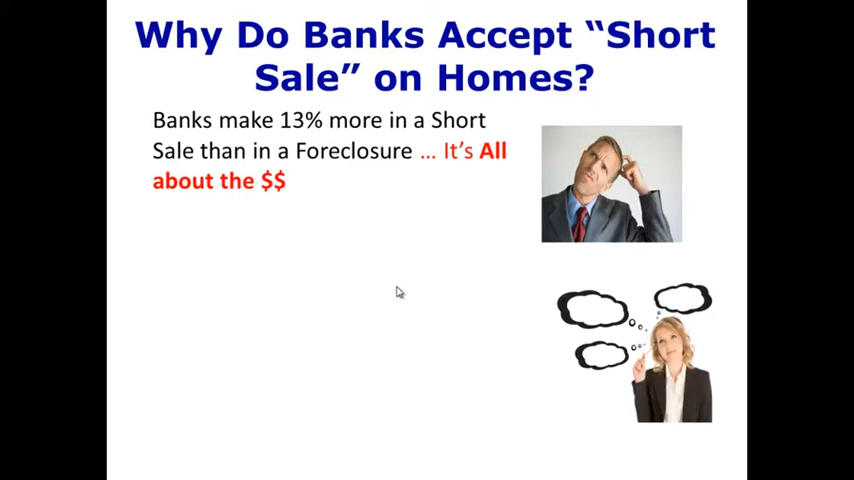 Why Do Banks Accept “Short
Sale” on Homes?
Banks make 13% more in a Short
Sale than in a Foreclosure … It’s All
about the $$